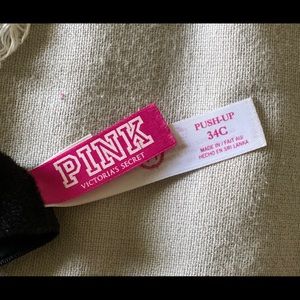 PINK
VICTORIA'S SECRET
PUSH-UP
34C
MADE IN / FAIT AU/
HECHO EN SRI LANKA